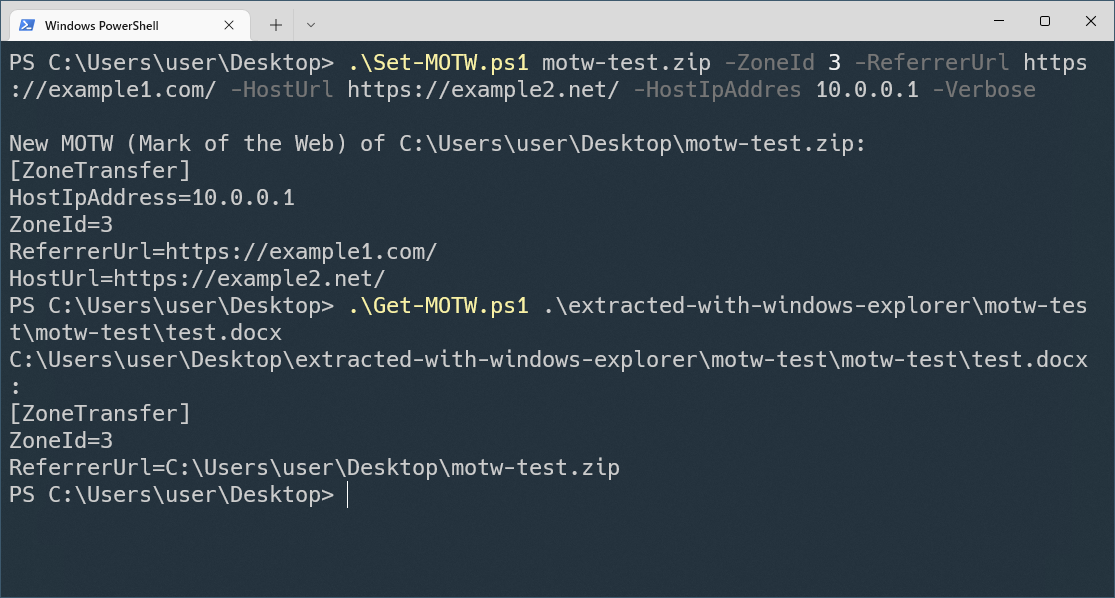 Windows PowerShell
PS C:\Users\user\Desktop> .\Set-MOTW.ps1 motw-test.zip -ZoneId 3 -ReferrerUrl https
://example1.com/ -HostUrl https://example2.net/ -HostIpAddres 10.0.0.1 -Verbose
New MOTW (Mark of the Web) of C:\Users\user\Desktop\motw-test.zip:
[ZoneTransfer]
HostIpAddress=10.0.0.1
ZoneId=3
ReferrerUrl=https://example1.com/
HostUrl=https://example2.net/
PS C:\Users\user\Desktop> .\Get-MOTW.ps1 .\extracted-with-windows-explorer\motw-tes
t\motw-test\test.docx
C:\Users\user\Desktop\extracted-with-windows-explorer\motw-test\motw-test\test.docx
:
[ZoneTransfer]
ZoneId=3
ReferrerUrl=C:\Users\user\Desktop\motw-test.zip
PS C:\Users\user\Desktop>